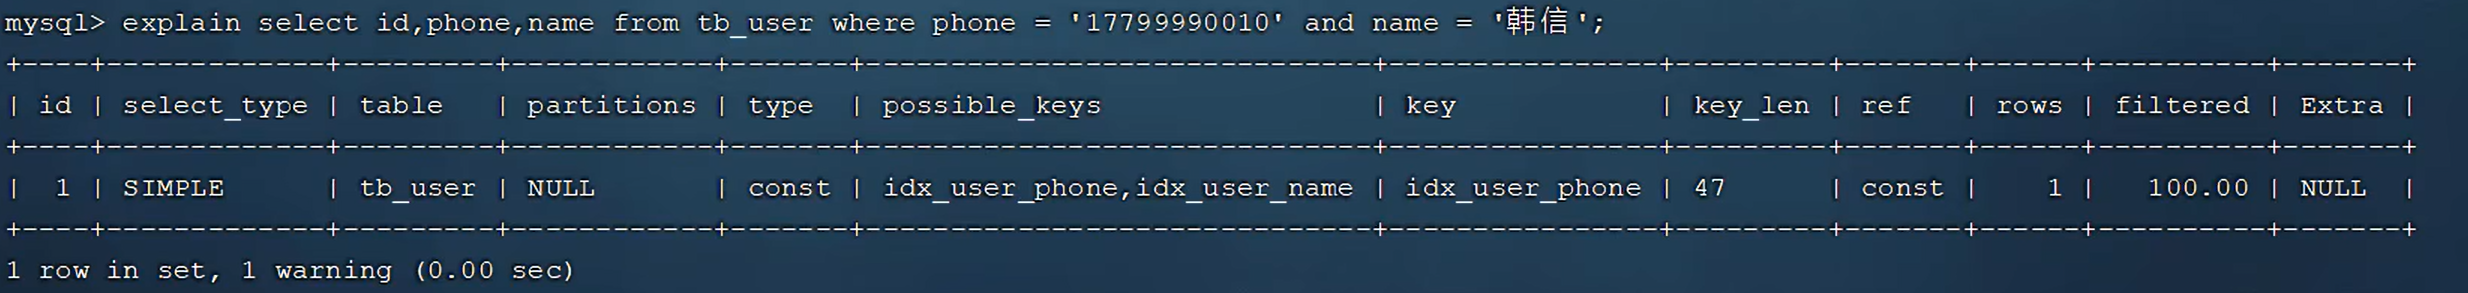 mysql> explain select id,phone,name from tb_user where phone = '17799990010' and name = '韩信';
+----+-------------+---------+------------+-------+------------------------------+----------------+---------+-------+------+----------+-------+
| id | select_type | table   | partitions | type  | possible_keys                | key            | key_len | ref   | rows | filtered | Extra |
+----+-------------+---------+------------+-------+------------------------------+----------------+---------+-------+------+----------+-------+
|  1 | SIMPLE      | tb_user | NULL       | const | idx_user_phone,idx_user_name | idx_user_phone | 47      | const |    1 |   100.00 | NULL  |
+----+-------------+---------+------------+-------+------------------------------+----------------+---------+-------+------+----------+-------+
1 row in set, 1 warning (0.00 sec)